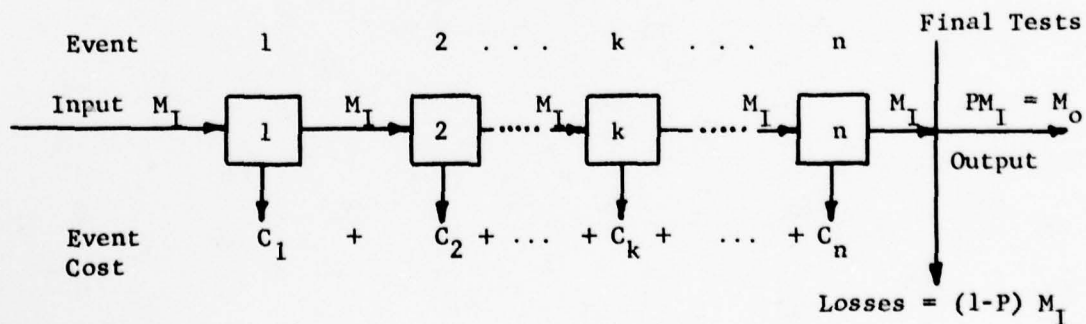 Final Tests
Event 1 2 . . . k . . . n
Input M_I 1 M_I 2 ..... M_I k ..... M_I n M_I PM_I = M_o
Output
Event Cost C_1 + C_2 + ... + C_k + ... + C_n
Losses = (1-P) M_I